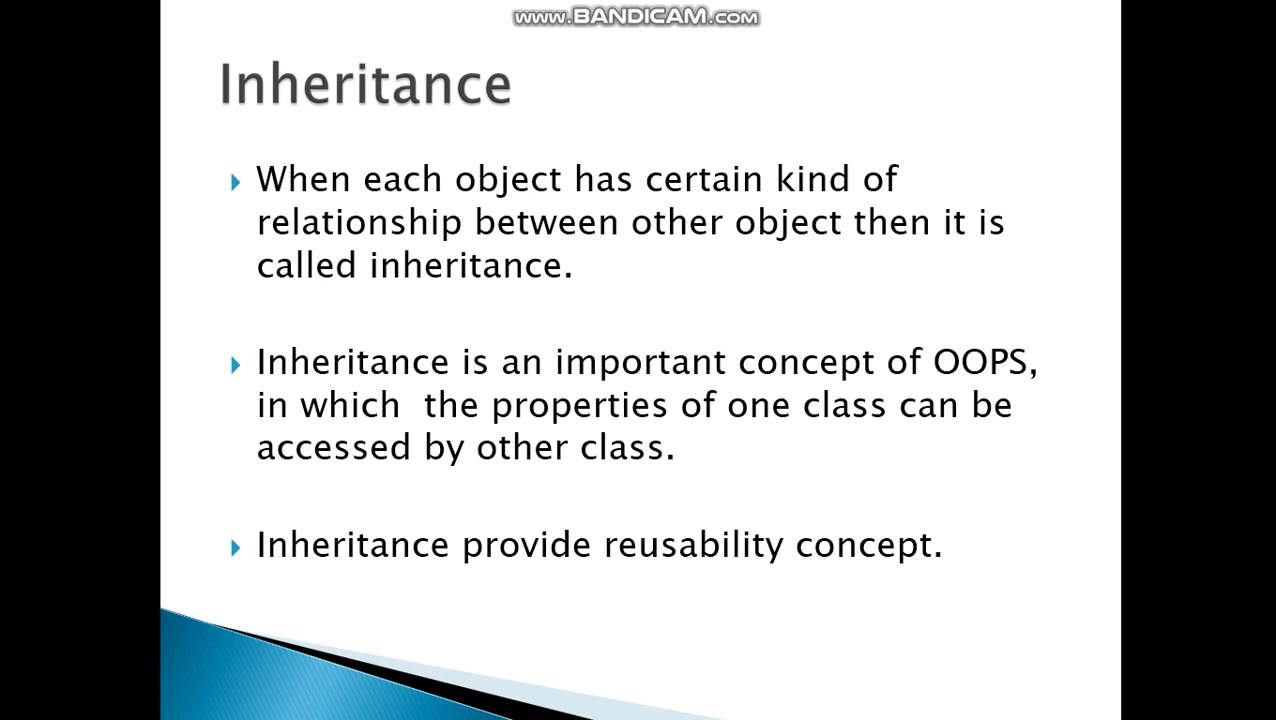 www.BANDICAM.com
Inheritance
When each object has certain kind of
relationship between other object then it is
called inheritance.
Inheritance is an important concept of OOPS,
in which the properties of one class can be
accessed by other class.
Inheritance provide reusability concept.